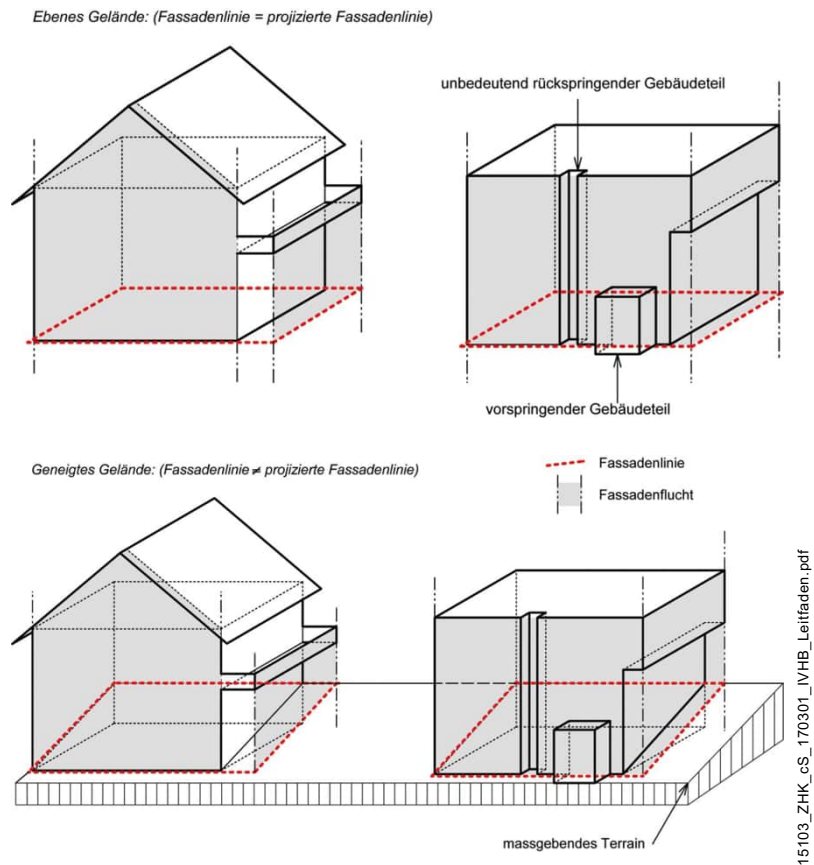 Ebenes Gelände: (Fassadenlinie = projizierte Fassadenlinie)
unbedeutend rückspringender Gebäudeteil
vorspringender Gebäudeteil
Geneigtes Gelände: (Fassadenlinie ≠ projizierte Fassadenlinie)
Fassadenlinie
Fassadenflucht
massgebendes Terrain
15103_ZHK_cS_170301_IVHB_Leitfaden.pdf